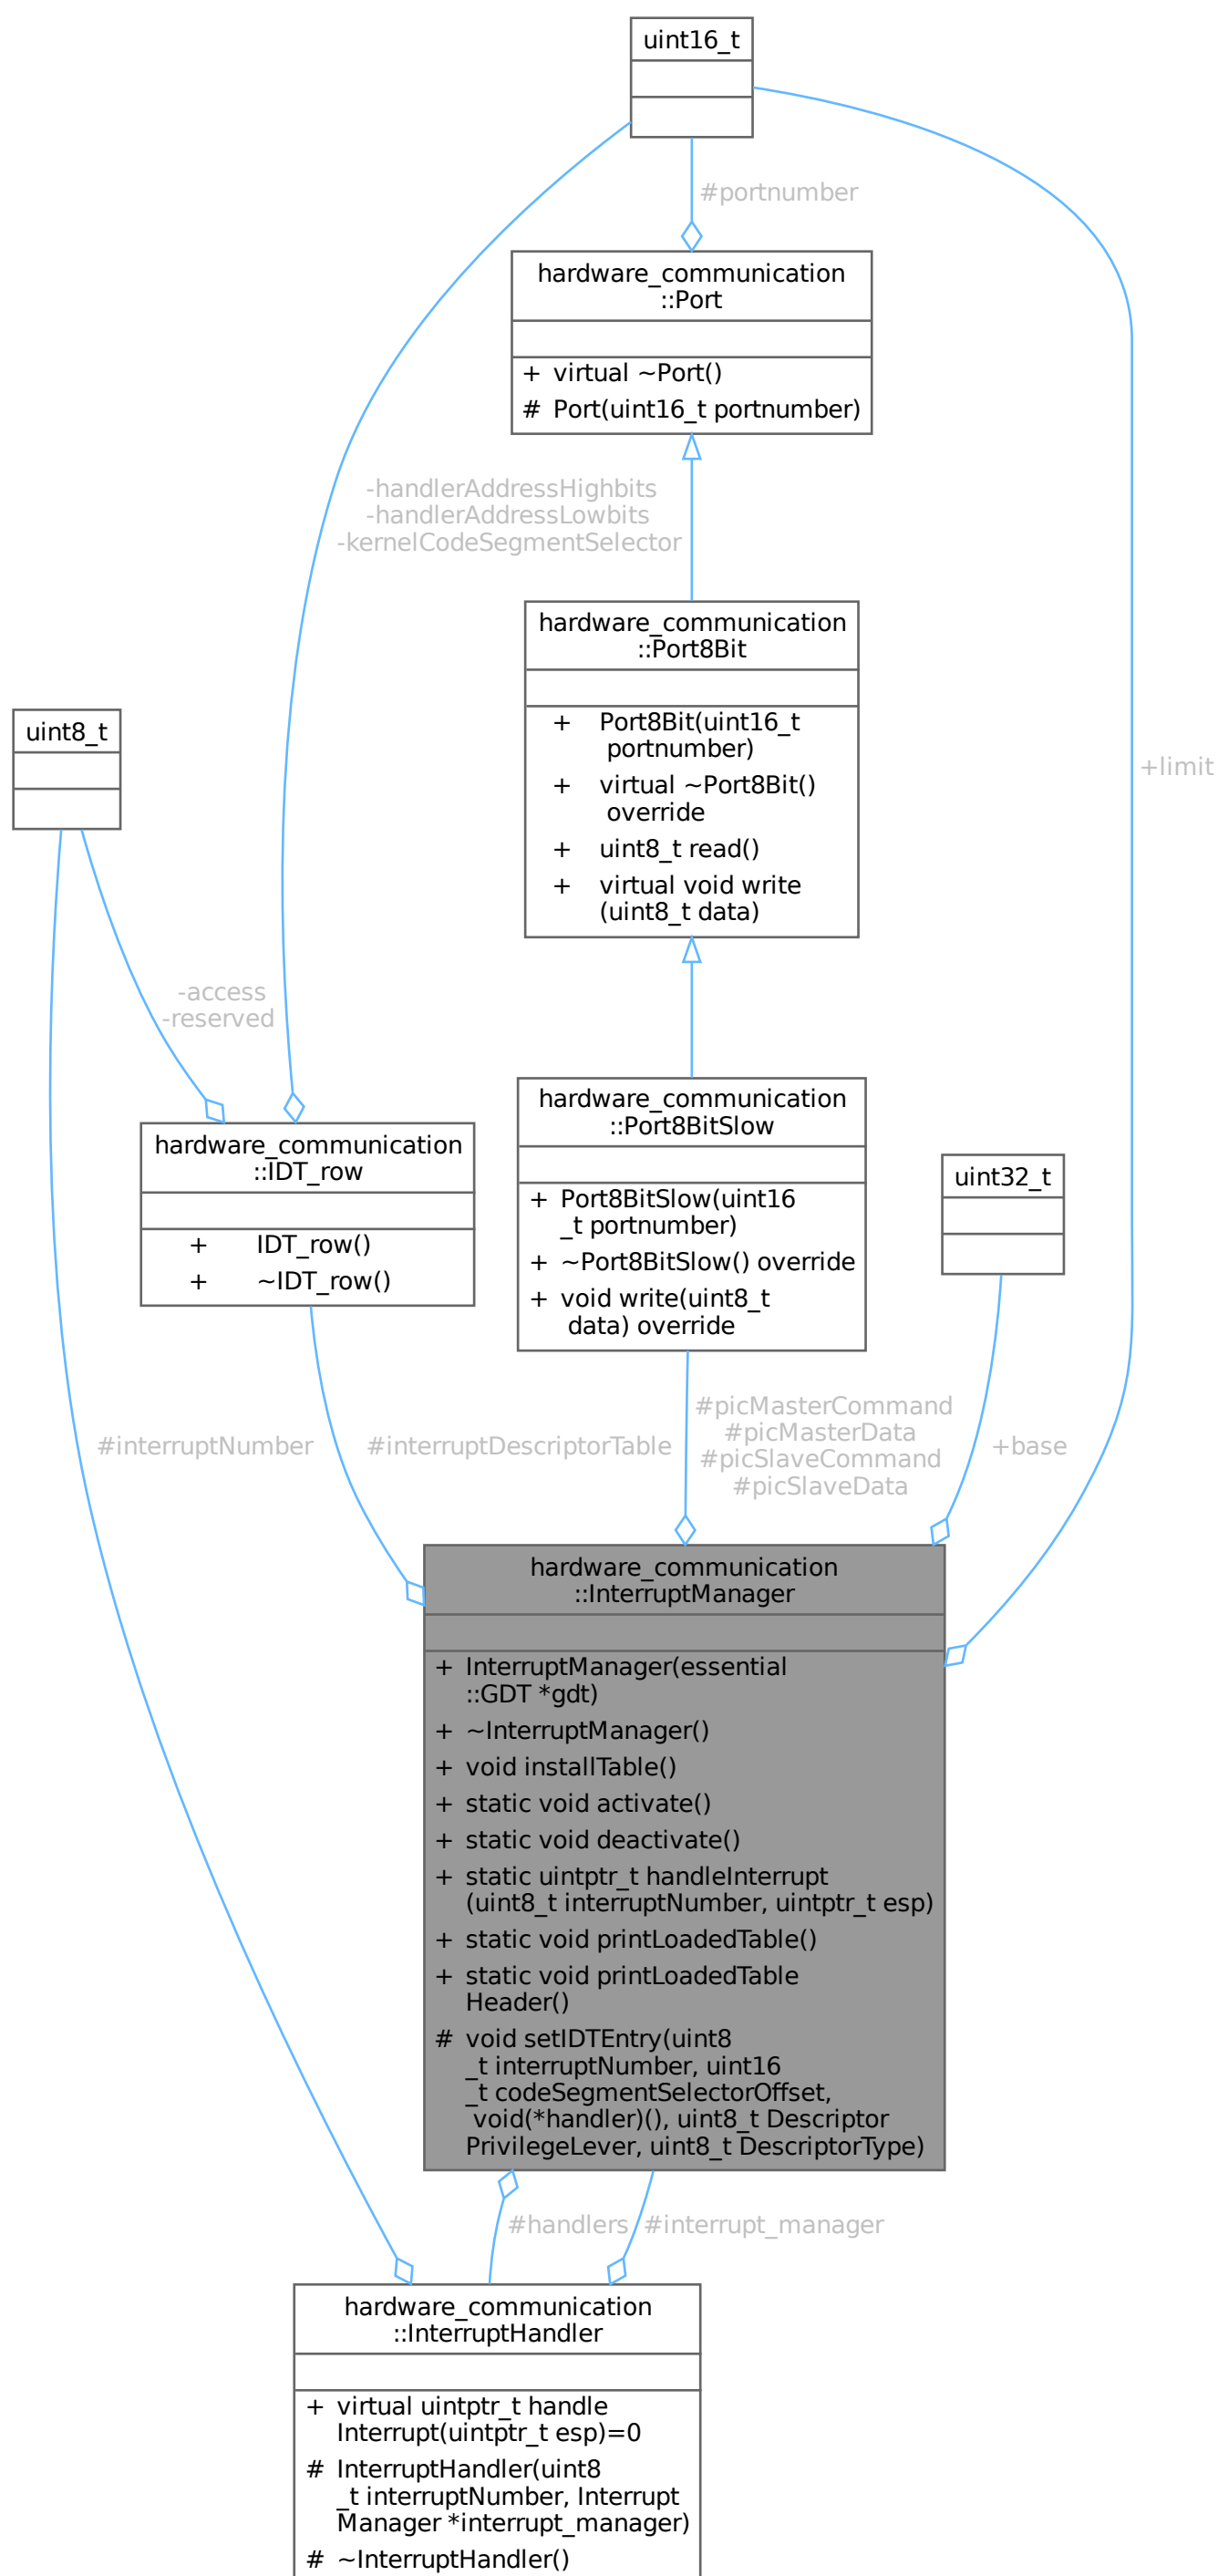 uint16_t
#portnumber
hardware_communication
::Port
+ virtual ~Port()
# Port(uint16_t portnumber)
-handlerAddressHighbits
-handlerAddressLowbits
-kernelCodeSegmentSelector
hardware_communication
::Port8Bit
+ Port8Bit(uint16_t
portnumber)
+ virtual ~Port8Bit()
override
+ uint8_t read()
+ virtual void write
(uint8_t data)
uint8_t
+limit
-access
-reserved
hardware_communication
::IDT_row
+ IDT_row()
+ ~IDT_row()
hardware_communication
::Port8BitSlow
+ Port8BitSlow(uint16
_t portnumber)
+ ~Port8BitSlow() override
+ void write(uint8_t
data) override
uint32_t
#interruptNumber
#interruptDescriptorTable
#picMasterCommand
#picMasterData
#picSlaveCommand
#picSlaveData
+base
hardware_communication
::InterruptManager
+ InterruptManager(essential
::GDT *gdt)
+ ~InterruptManager()
+ void installTable()
+ static void activate()
+ static void deactivate()
+ static uintptr_t handleInterrupt
(uint8_t interruptNumber, uintptr_t esp)
+ static void printLoadedTable()
+ static void printLoadedTable
Header()
# void setIDTEntry(uint8
_t interruptNumber, uint16
_t codeSegmentSelectorOffset,
void(*handler)(), uint8_t Descriptor
PrivilegeLever, uint8_t DescriptorType)
#handlers
#interrupt_manager
hardware_communication
::InterruptHandler
+ virtual uintptr_t handle
Interrupt(uintptr_t esp)=0
# InterruptHandler(uint8
_t interruptNumber, Interrupt
Manager *interrupt_manager)
# ~InterruptHandler()